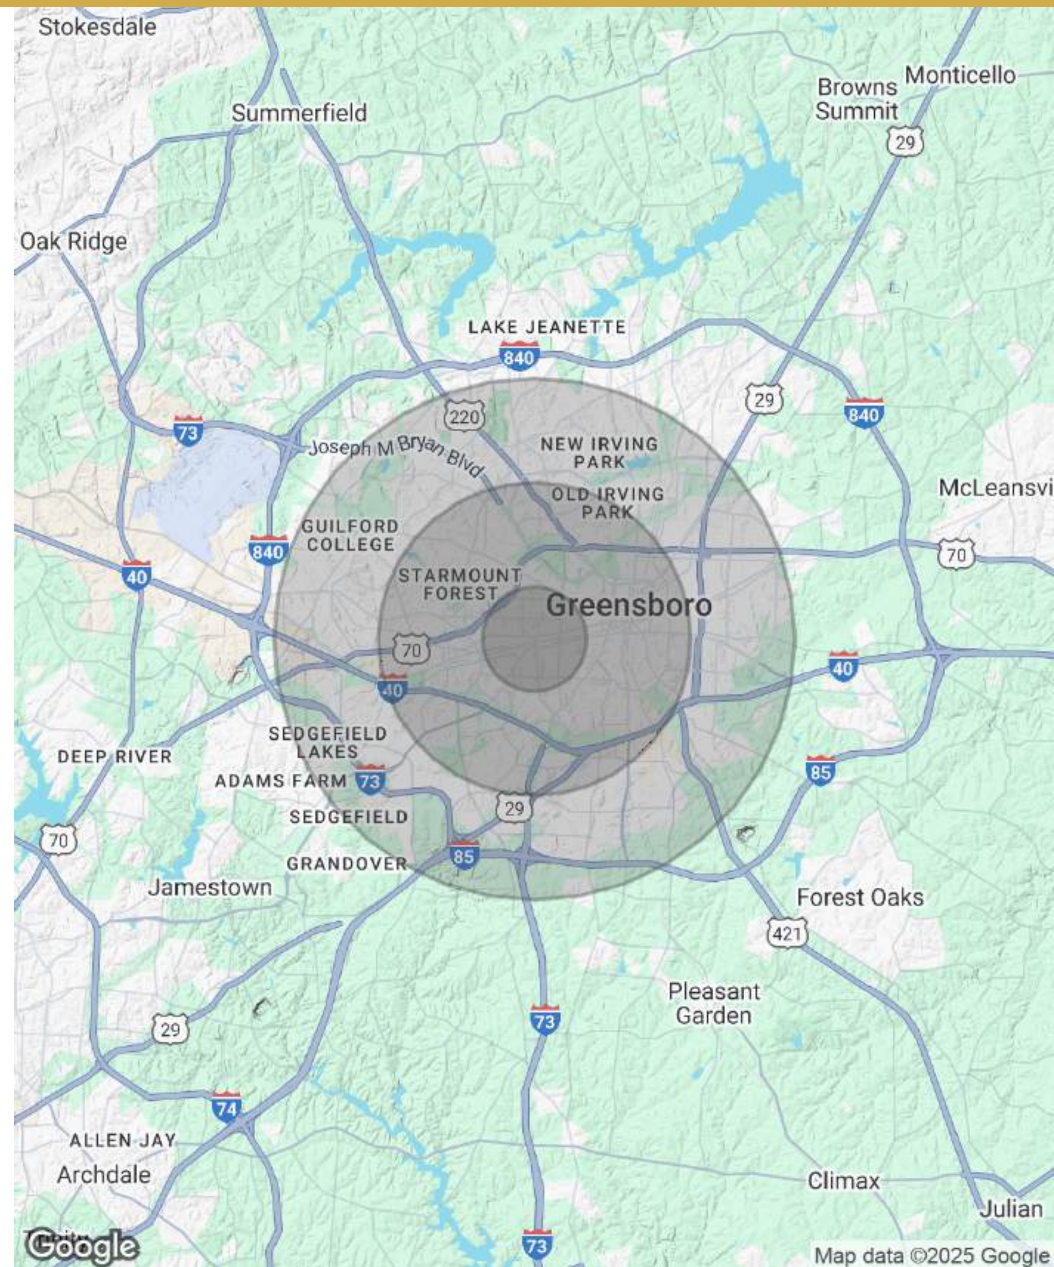 Stokesdale
Monticello
Browns
Summit
Summerfield
29
Oak Ridge
LAKE JEANETTE
840
29
220
840
73
Joseph M Bryan Blvd
NEW IRVING
PARK
McLeansvi
OLD IRVING
PARK
GUILFORD
COLLEGE
840
70
40
STARMOUNT
FOREST
Greensboro
70
40
40
SEDGEFIELD
LAKES
DEEP RIVER
ADAMS FARM
73
85
SEDGEFIELD
29
70
85
GRANDOVER
Jamestown
Forest Oaks
421
Pleasant
Garden
73
29
74
ALLEN JAY
Archdale
Climax
Julian
73
Trinity
Google
Map data ©2025 Google